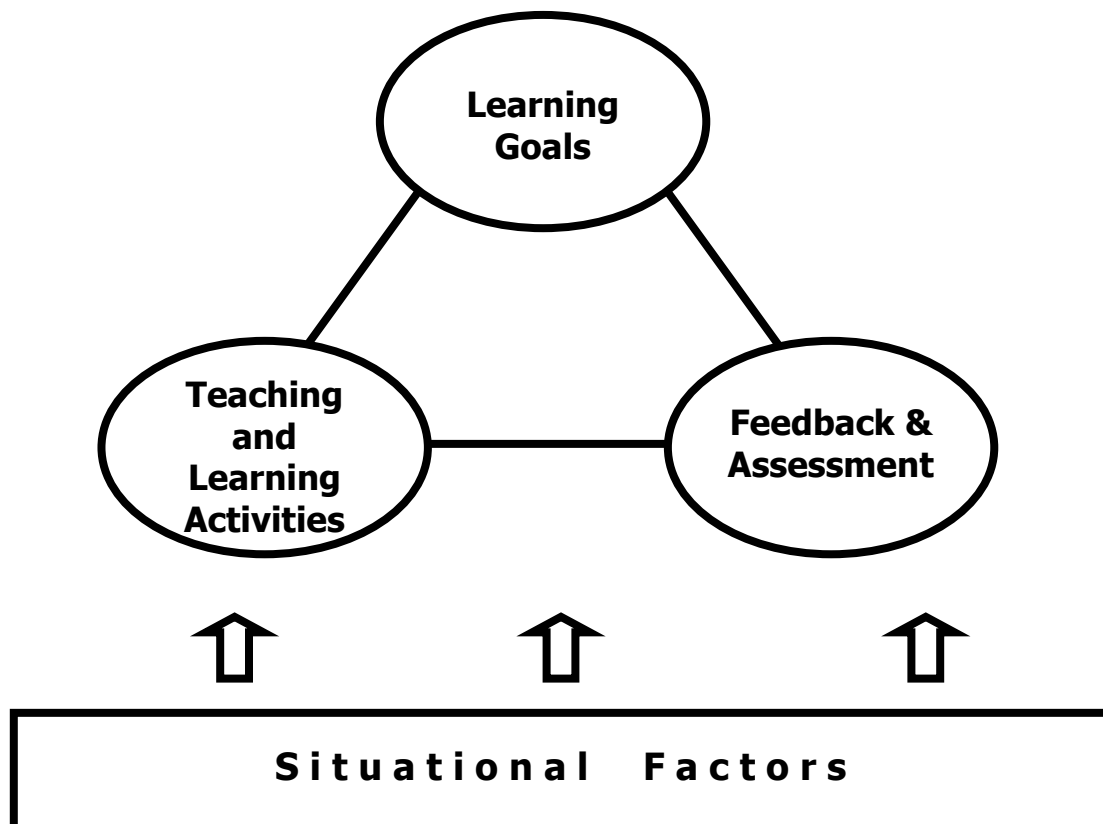 Learning
Goals
Teaching
and
Learning
Activities
Feedback &
Assessment
Situational Factors